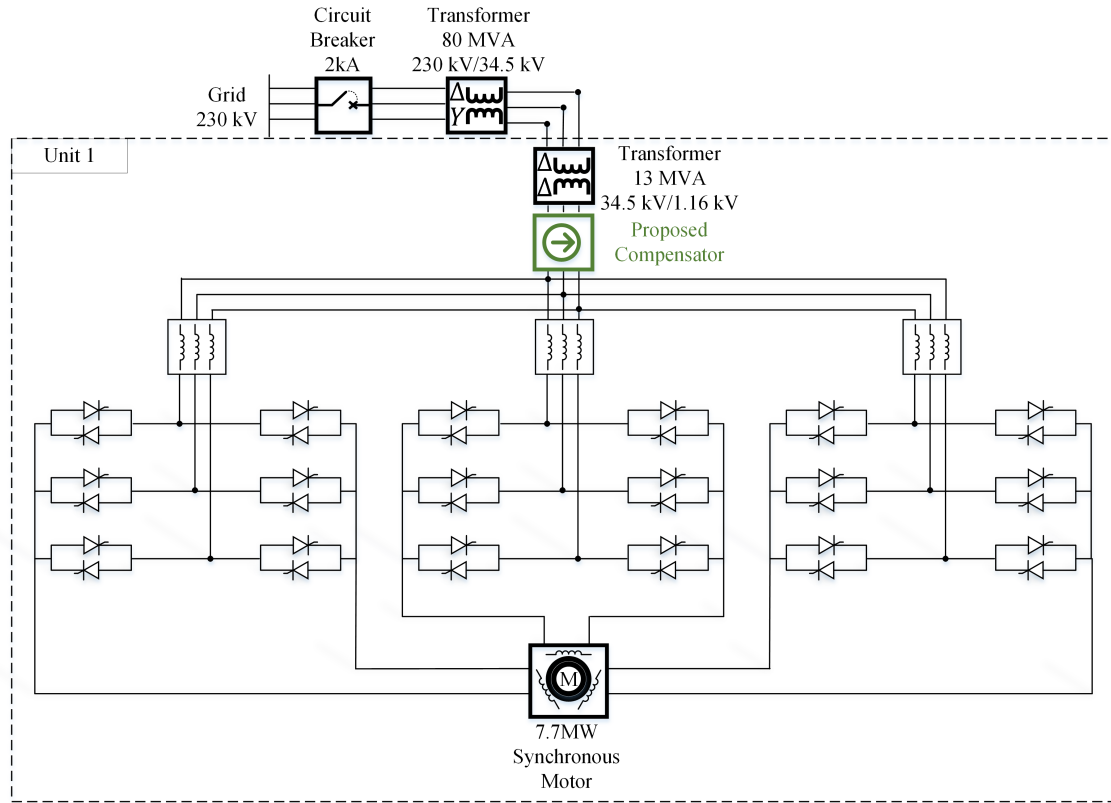 Circuit
Breaker
2kA
Transformer
80 MVA
230 kV/34.5 kV
Grid
230 kV
Δ
Y
Unit 1
Δ
Δ
Transformer
13 MVA
34.5 kV/1.16 kV
Proposed
Compensator
M
7.7MW
Synchronous
Motor